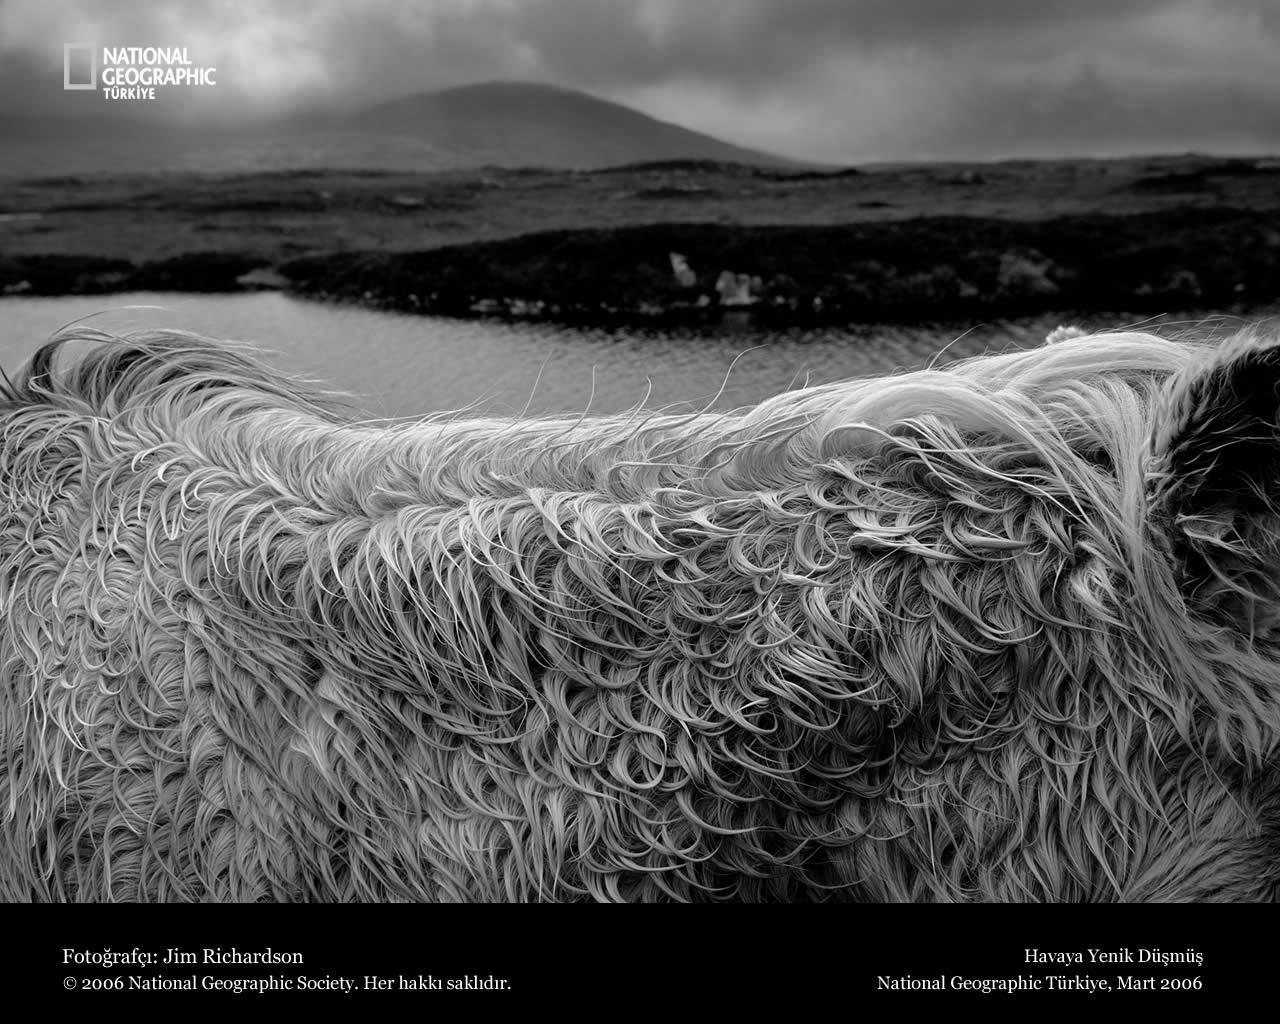 NATIONAL
GEOGRAPHIC
TÜRKİYE
Fotoğrafçı: Jim Richardson
© 2006 National Geographic Society. Her hakkı saklıdır.
Havaya Yenik Düşmüş
National Geographic Türkiye, Mart 2006